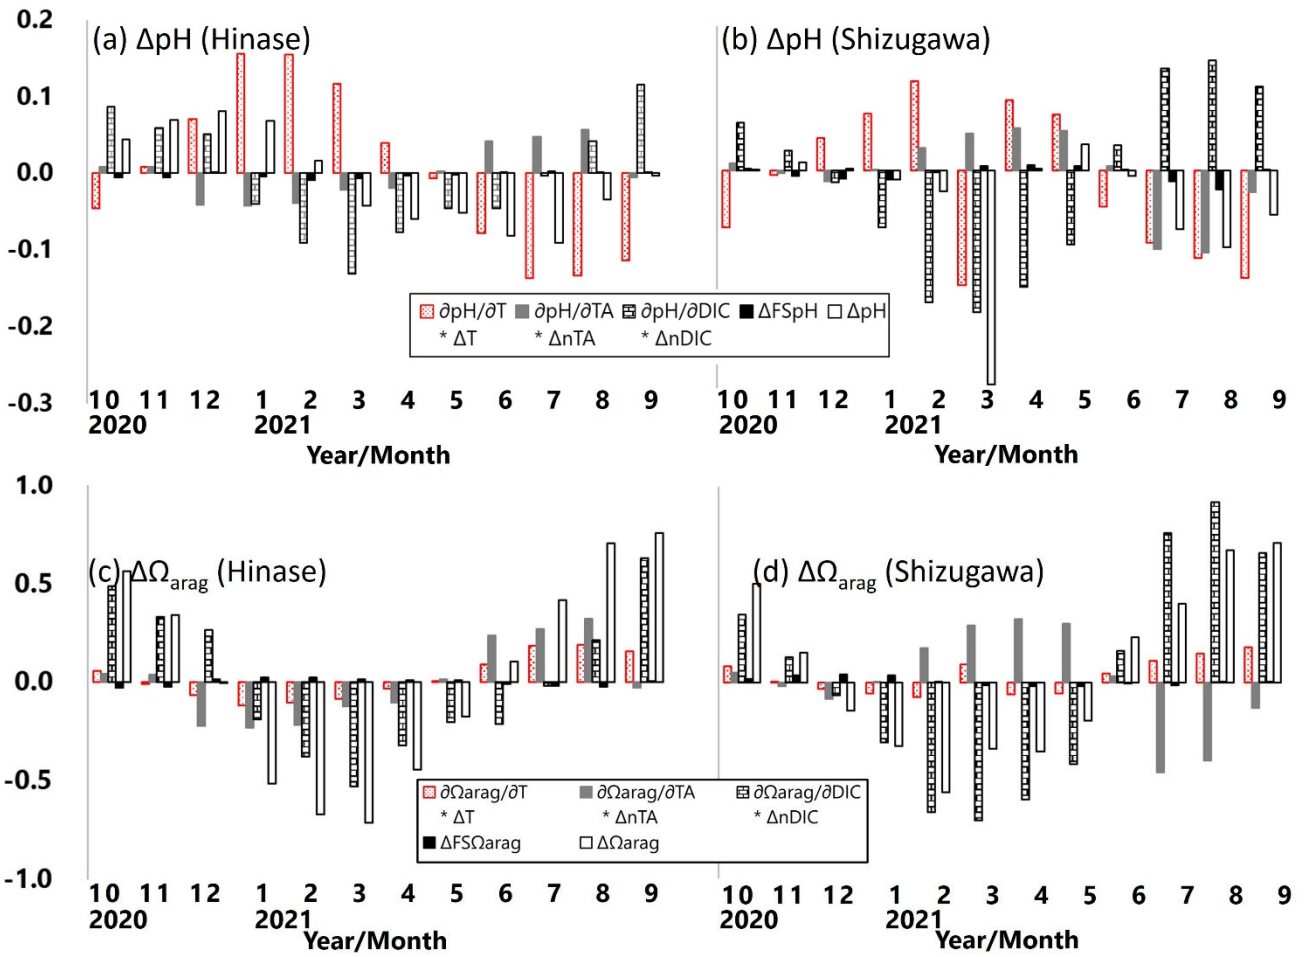 (a) ΔpH (Hinase)
(b) ΔpH (Shizugawa)
0.2
0.1
0.0
-0.1
-0.2
-0.3
∂pH/∂T ∂pH/∂TA ∂pH/∂DIC ΔFSpH ΔpH
* ΔT * ΔnTA * ΔnDIC
10 11 12 1 2 3 4 5 6 7 8 9
2020 2021
Year/Month
10 11 12 1 2 3 4 5 6 7 8 9
2020 2021
Year/Month
(c) ΔΩarag (Hinase)
(d) ΔΩarag (Shizugawa)
1.0
0.5
0.0
-0.5
-1.0
∂Ωarag/∂T ∂Ωarag/∂TA ∂Ωarag/∂DIC
* ΔT * ΔnTA * ΔnDIC
ΔFSΩarag ΔΩarag
10 11 12 1 2 3 4 5 6 7 8 9
2020 2021
Year/Month
10 11 12 1 2 3 4 5 6 7 8 9
2020 2021
Year/Month